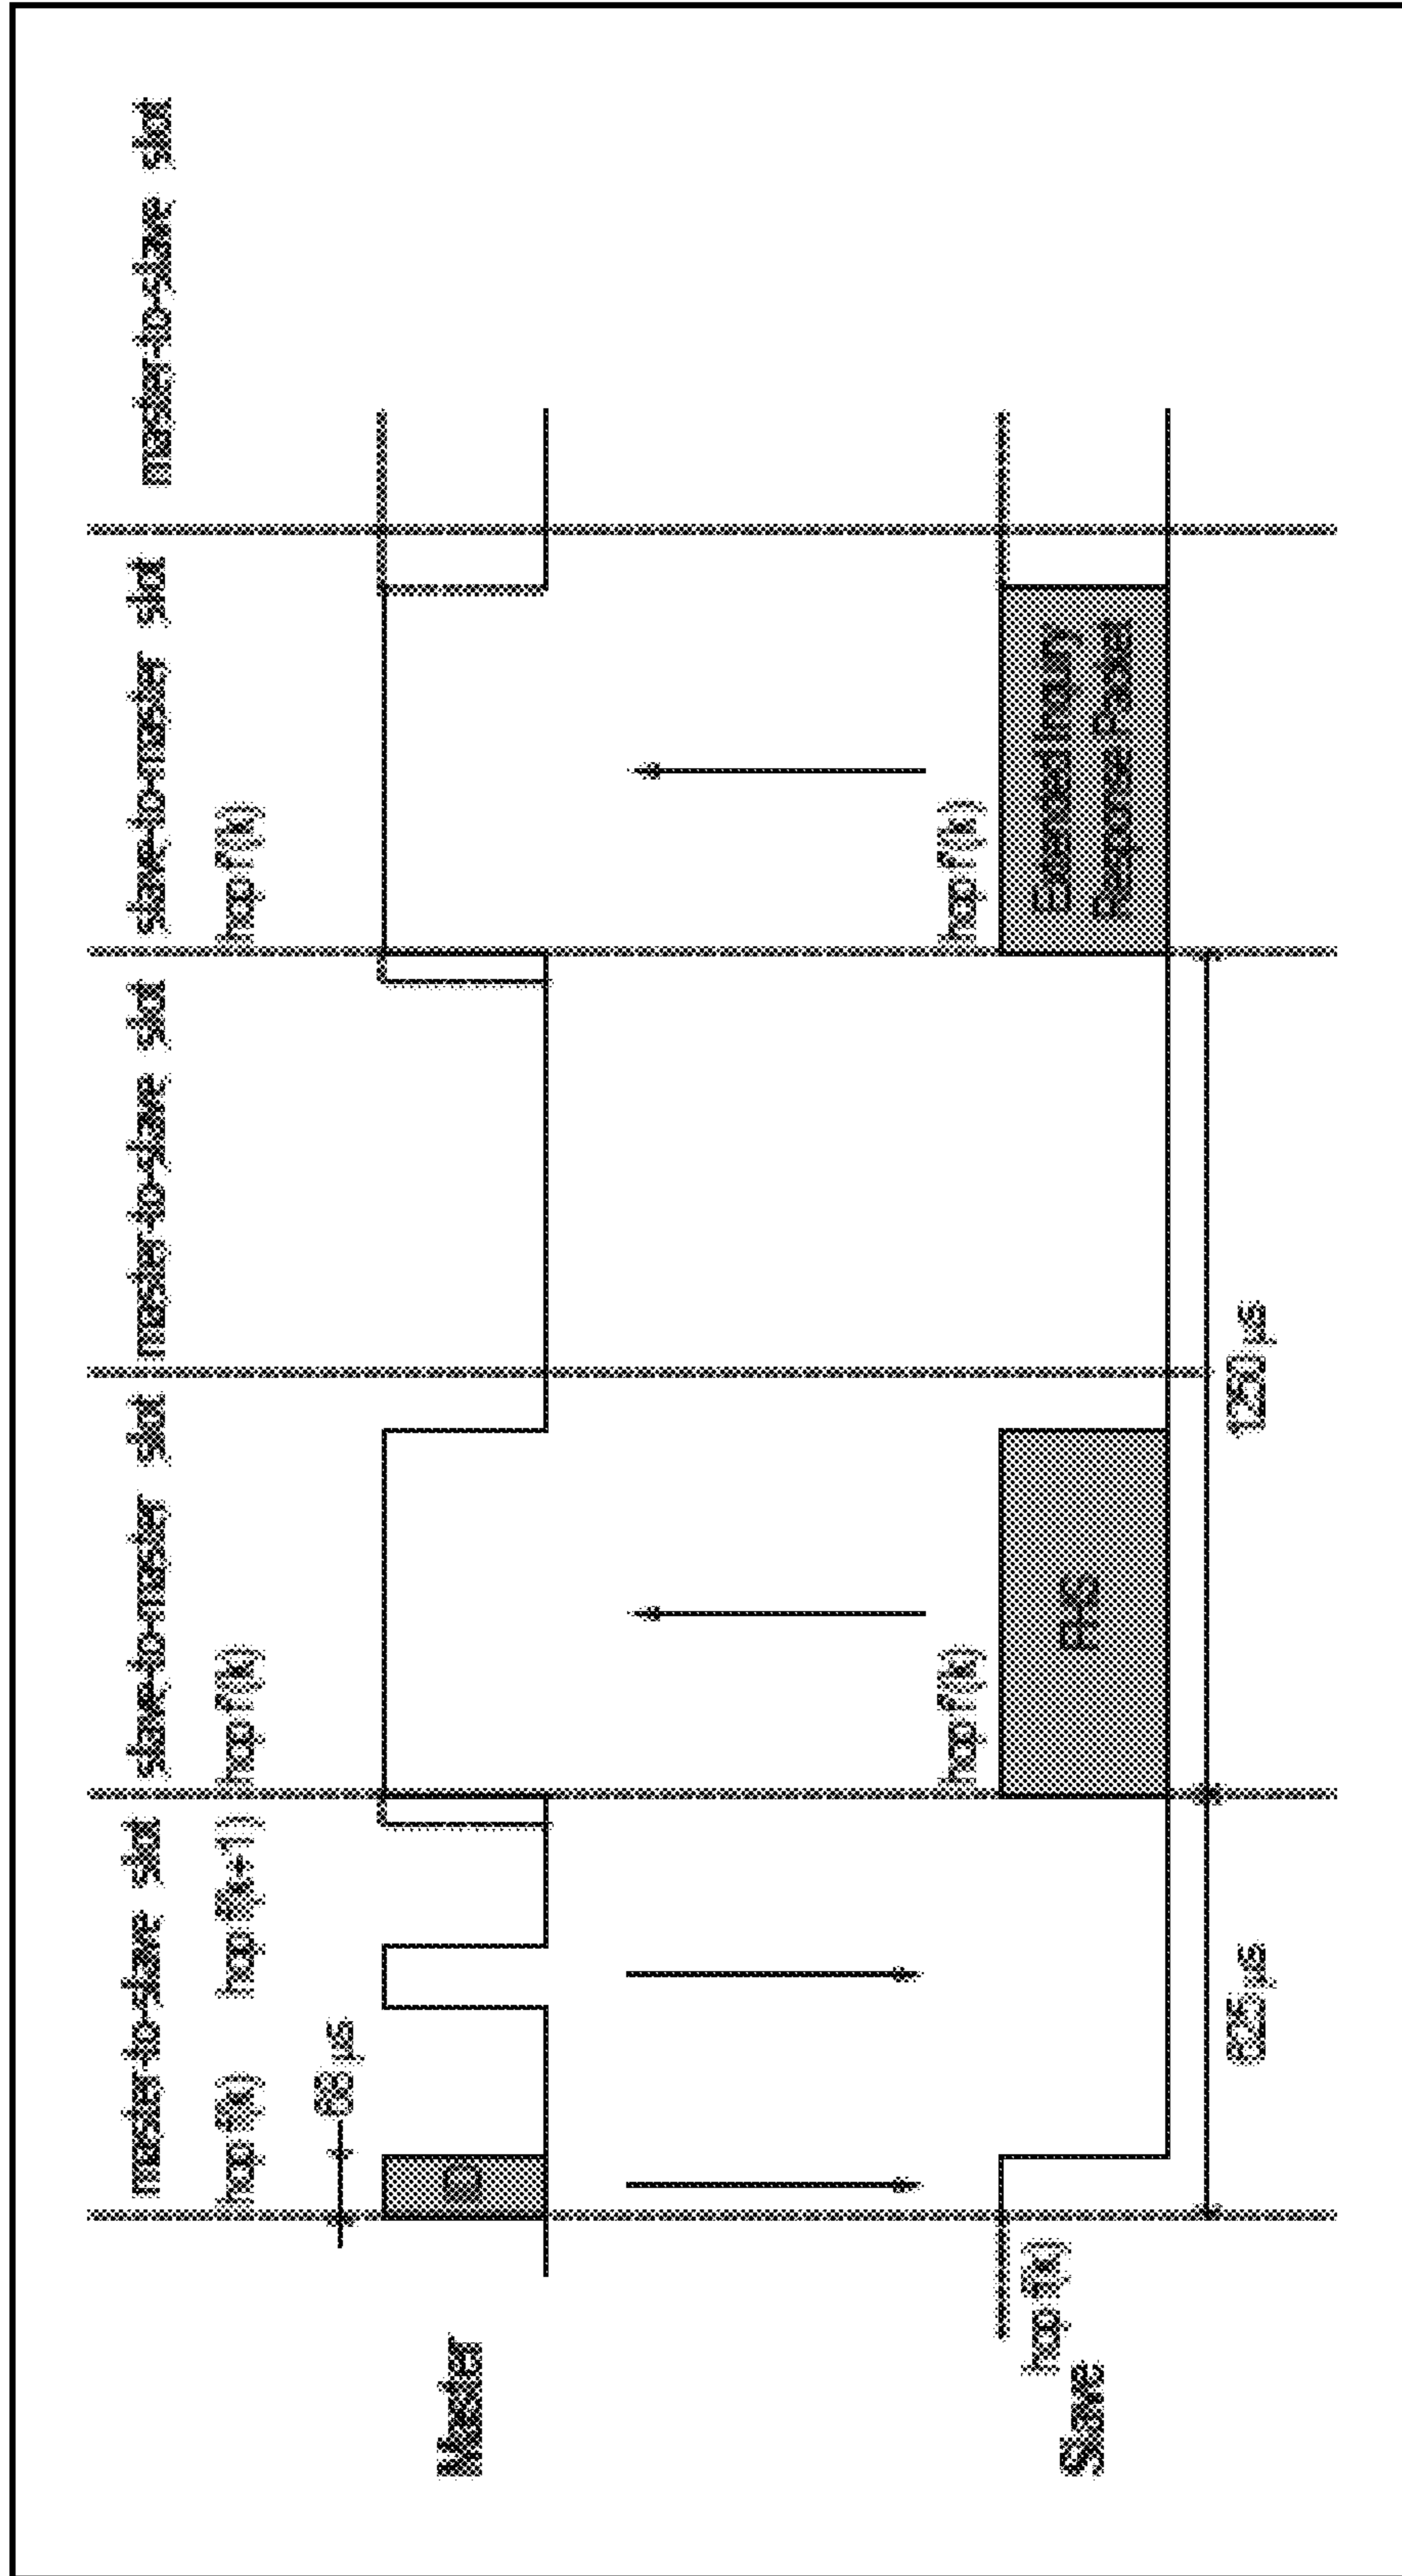 master-to-slave slot
slave-to-master slot
master-to-slave slot
slave-to-master slot
master-to-slave slot
hop f(k)
hop f(k+1)
hop f'(k)
hop f'(k)
68 µs
Master
ID
hop f'(k)
hop f'(k)
hop f(k)
FHS
Extended Inquiry
Response Packet
Slave
625 µs
1250 µs